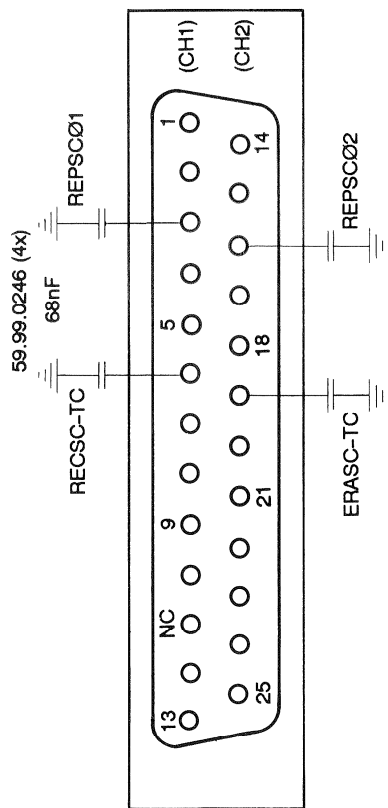 59.99.0246 (4x)
68nF
RECSC-TC
REPSCØ1
13
NC
9
5
1
(CH1)
25
21
18
14
(CH2)
ERASC-TC
REPSCØ2